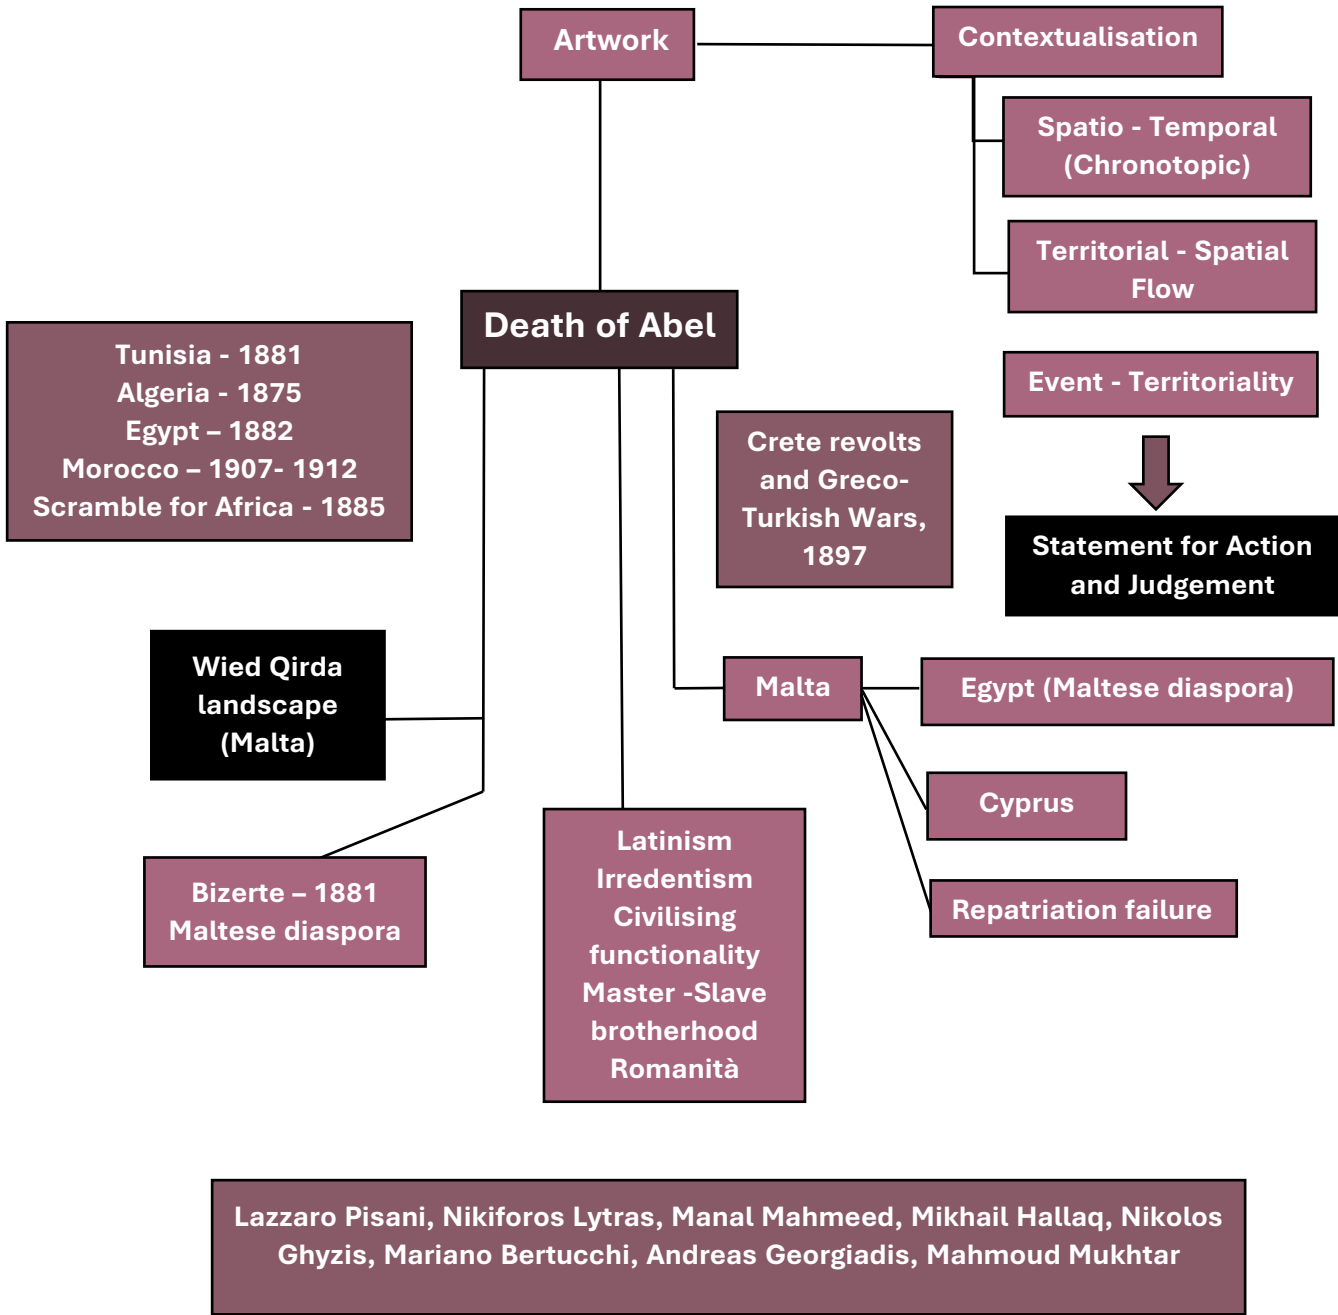 Artwork
Contextualisation
Spatio - Temporal
(Chronotopic)
Territorial - Spatial
Flow
Death of Abel
Tunisia - 1881
Algeria - 1875
Egypt – 1882
Morocco – 1907- 1912
Scramble for Africa - 1885
Event - Territoriality
Crete revolts
and Greco-
Turkish Wars,
1897
Statement for Action
and Judgement
Wied Qirda
landscape
(Malta)
Malta
Egypt (Maltese diaspora)
Cyprus
Repatriation failure
Bizerte – 1881
Maltese diaspora
Latinism
Irredentism
Civilising
functionality
Master -Slave
brotherhood
Romanità
Lazzaro Pisani, Nikiforos Lytras, Manal Mahmeed, Mikhail Hallaq, Nikolos
Ghyzis, Mariano Bertucchi, Andreas Georgiadis, Mahmoud Mukhtar